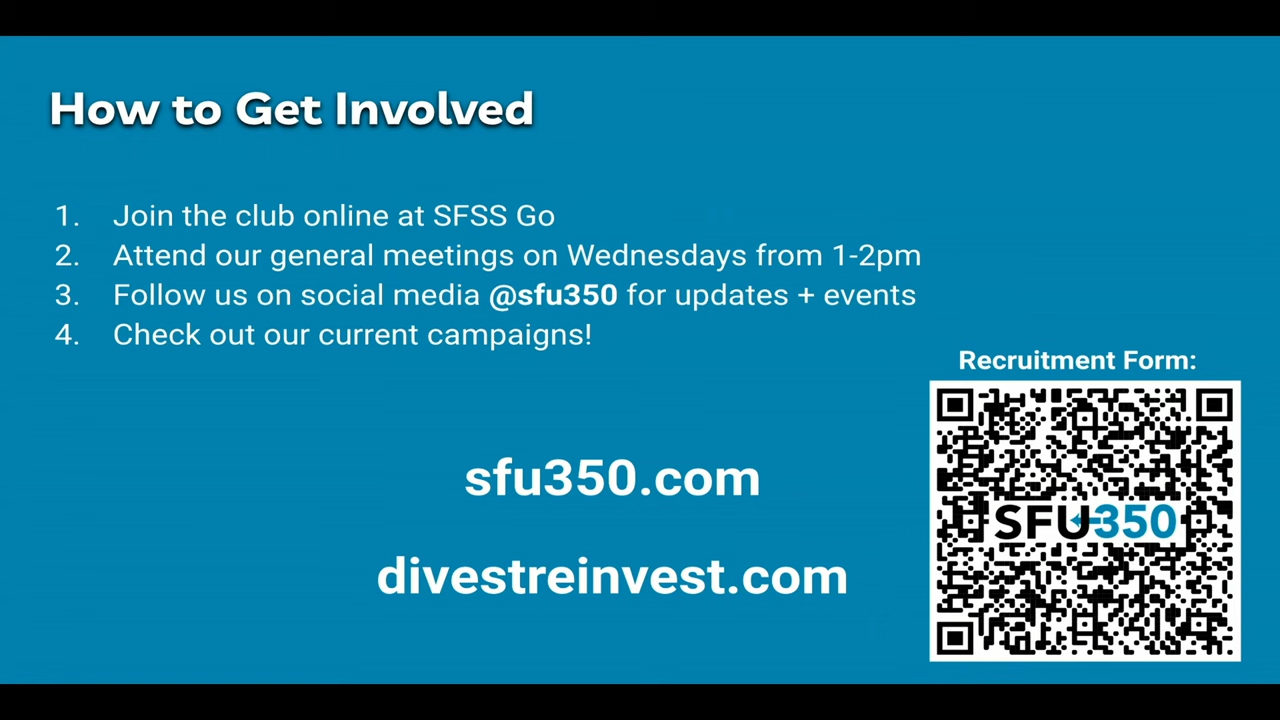 How to Get Involved
1. Join the club online at SFSS Go
2. Attend our general meetings on Wednesdays from 1-2pm
3. Follow us on social media @sfu350 for updates + events
4. Check out our current campaigns!
Recruitment Form:
SFU350
sfu350.com
divestreinvest.com